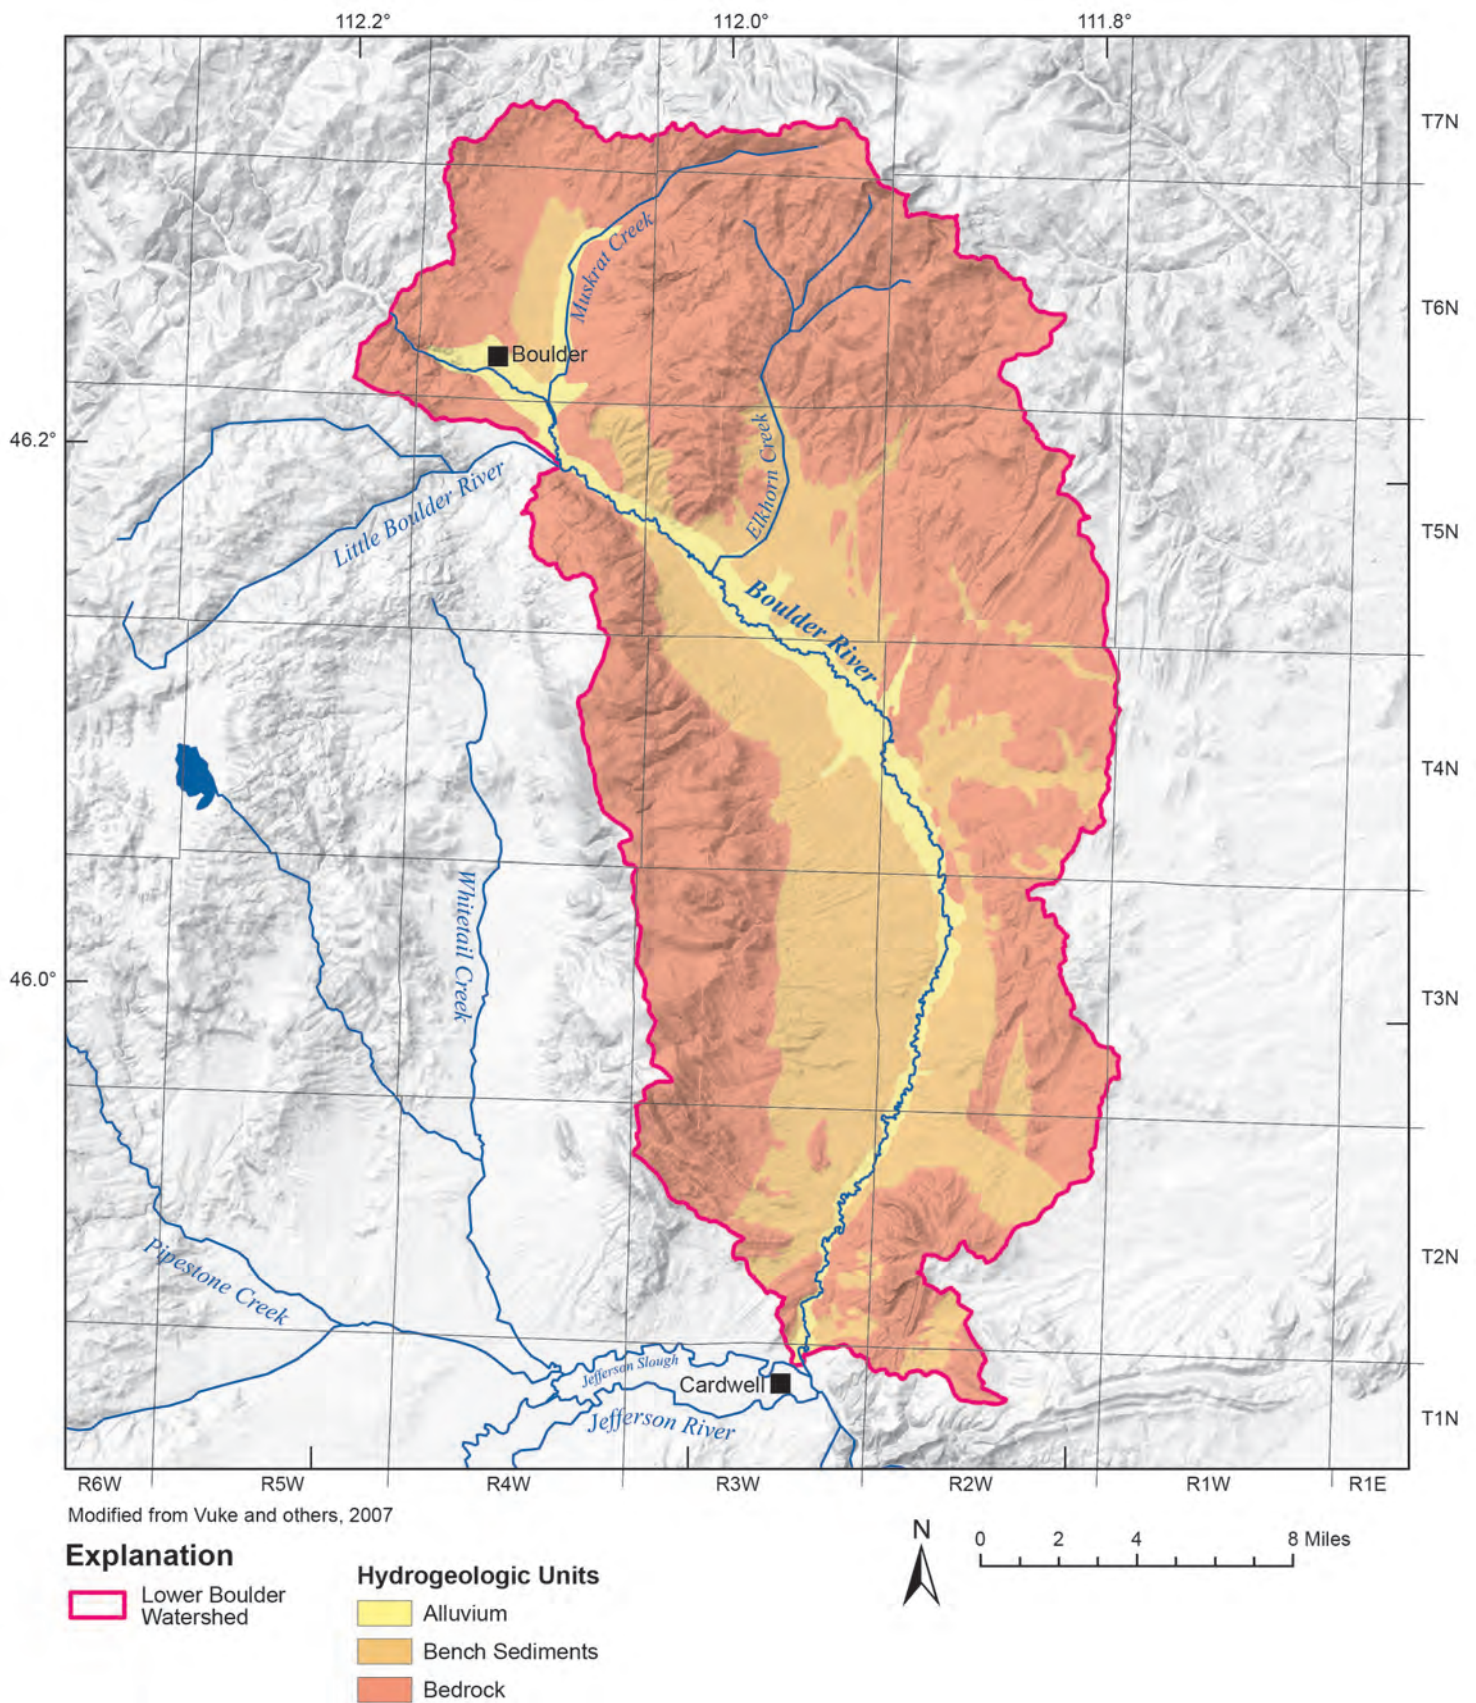 112.2°
112.0°
111.8°
T7N
Muskrat Creek
T6N
Boulder
46.2°
Elkhorn Creek
Little Boulder River
T5N
Boulder River
T4N
Whitetail Creek
46.0°
T3N
Pipestone Creek
T2N
Jefferson Slough
Cardwell
Jefferson River
T1N
R6W
R5W
R4W
R3W
R2W
R1W
R1E
Modified from Vuke and others, 2007
N
0 2 4 8 Miles
Explanation
Lower Boulder
Watershed
Hydrogeologic Units
Alluvium
Bench Sediments
Bedrock